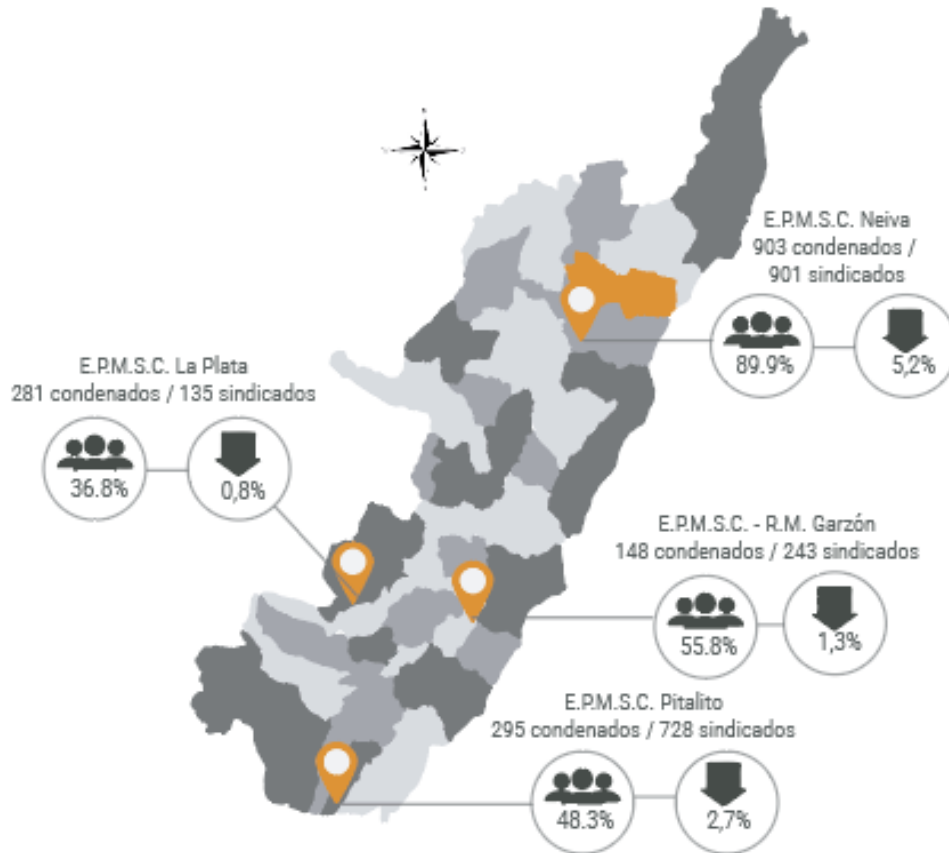 E.P.M.S.C. Neiva
903 condenados /
901 sindicados
89.9%
5,2%
E.P.M.S.C. La Plata
281 condenados / 135 sindicados
36.8%
0,8%
E.P.M.S.C. - R.M. Garzón
148 condenados / 243 sindicados
55.8%
1,3%
E.P.M.S.C. Pitalito
295 condenados / 728 sindicados
48.3%
2,7%